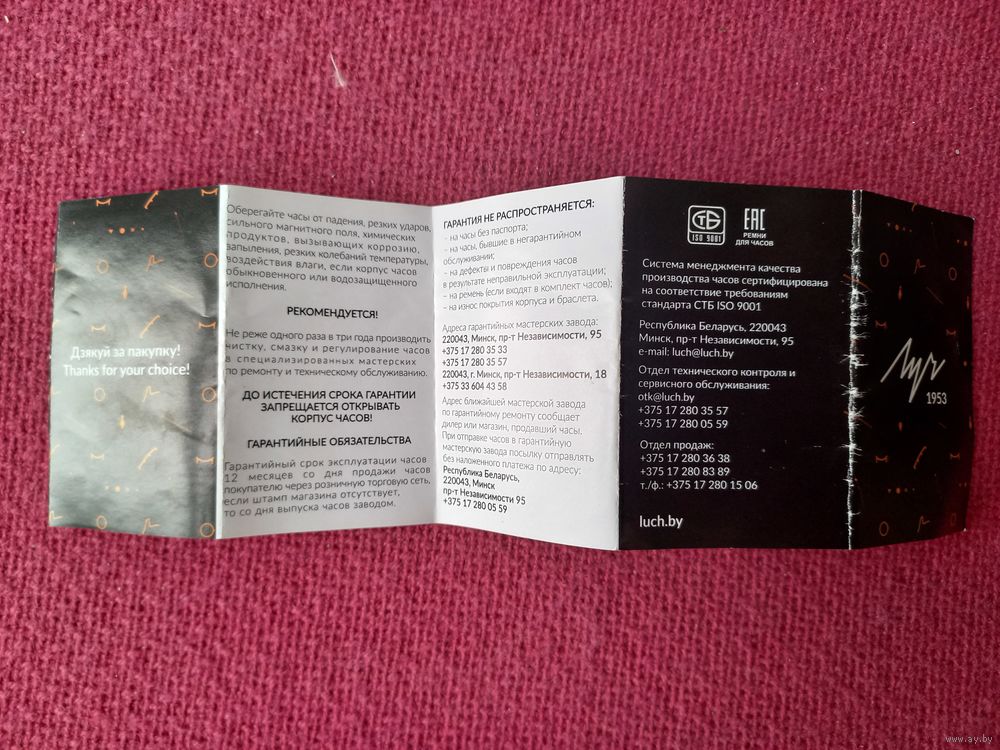 Дзякуй за пакупку!
Thanks for your choice!
Оберегайте часы от падения, резких ударов,
сильного магнитного поля, химических
продуктов, вызывающих коррозию,
запыления, резких колебаний температуры,
воздействия влаги, если корпус часов
обыкновенного или водозащищенного
исполнения.
РЕКОМЕНДУЕТСЯ!
Не реже одного раза в три года производить
чистку, смазку и регулирование часов
в специализированных мастерских
по ремонту и техническому обслуживанию.
ДО ИСТЕЧЕНИЯ СРОКА ГАРАНТИИ
ЗАПРЕЩАЕТСЯ ОТКРЫВАТЬ
КОРПУС ЧАСОВ!
ГАРАНТИЙНЫЕ ОБЯЗАТЕЛЬСТВА
Гарантийный срок эксплуатации часов
12 месяцев со дня продажи часов
покупателю через розничную торговую сеть,
если штамп магазина отсутствует,
то со дня выпуска часов заводом.
ГАРАНТИЯ НЕ РАСПРОСТРАНЯЕТСЯ:
– на часы без паспорта;
– на часы, бывшие в негарантийном
обслуживании;
– на дефекты и повреждения часов
в результате неправильной эксплуатации;
– на ремень (если входят в комплект часов);
– на износ покрытия корпуса и браслета.
Адреса гарантийных мастерских завода:
220043, Минск, пр-т Независимости, 95
+375 17 280 35 33
+375 17 280 35 57
220043, г. Минск, пр-т Независимости, 18
+375 33 604 43 58
Адрес ближайшей мастерской завода
по гарантийному ремонту сообщает
дилер или магазин, продавший часы.
При отправке часов в гарантийную
мастерскую завода посылку отправлять
без наложенного платежа по адресу:
Республика Беларусь,
220043, Минск
пр-т Независимости 95
+375 17 280 05 59
СТБ
ISO 9001
ЕАС
РЕМНИ
ДЛЯ ЧАСОВ
Система менеджмента качества
производства часов сертифицирована
на соответствие требованиям
стандарта СТБ ISO 9001
Республика Беларусь, 220043
Минск, пр-т Независимости, 95
e-mail: luch@luch.by
Отдел технического контроля и
сервисного обслуживания:
otk@luch.by
+375 17 280 35 57
+375 17 280 05 59
Отдел продаж:
+375 17 280 36 38
+375 17 280 83 89
т./ф.: +375 17 280 15 06
luch.by
Луч
1953
www.ay.by